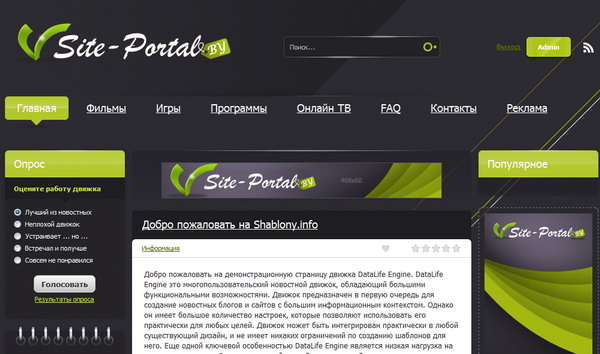 Site-Portal BY
Поиск...
Выход
Admin
Главная Фильмы Игры Программы Онлайн ТВ FAQ Контакты Реклама
Опрос
Оцените работу движка
Лучший из новостных
Неплохой движок
Устраивает ... но ...
Встречал и получше
Совсем не понравился
Голосовать
Результаты опроса
Site-Portal BY 468x60
Добро пожаловать на Shablony.info
Информация
Добро пожаловать на демонстрационную страницу движка DataLife Engine. DataLife
Engine это многопользовательский новостной движок, обладающий большими
функциональными возможностями. Движок предназначен в первую очередь для
создания новостных блогов и сайтов с большим информационным контекстом. Однако
он имеет большое количество настроек, которые позволяют использовать его
практически для любых целей. Движок может быть интегрирован практически в любой
существующий дизайн, и не имеет никаких ограничений по созданию шаблонов для
него. Еще одной ключевой особенностью DataLife Engine является низкая нагрузка на
Популярное
Site-Portal BY